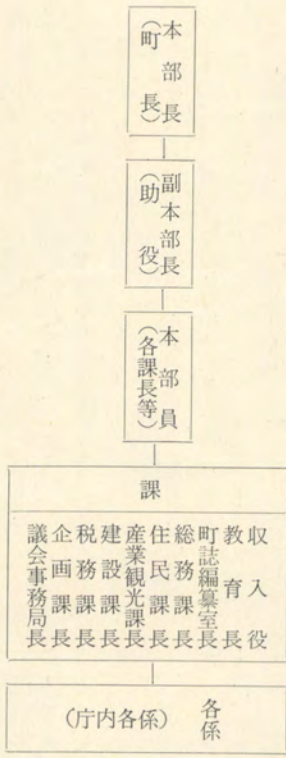 本部長
(町長)
副本部長
(助役)
本部員
(各課長等)
課
収入役
教育長
町誌編纂室長
総務課長
住民課長
産業観光課長
建設課長
税務課長
企画課長
議会事務局長
各係
(庁内各係)